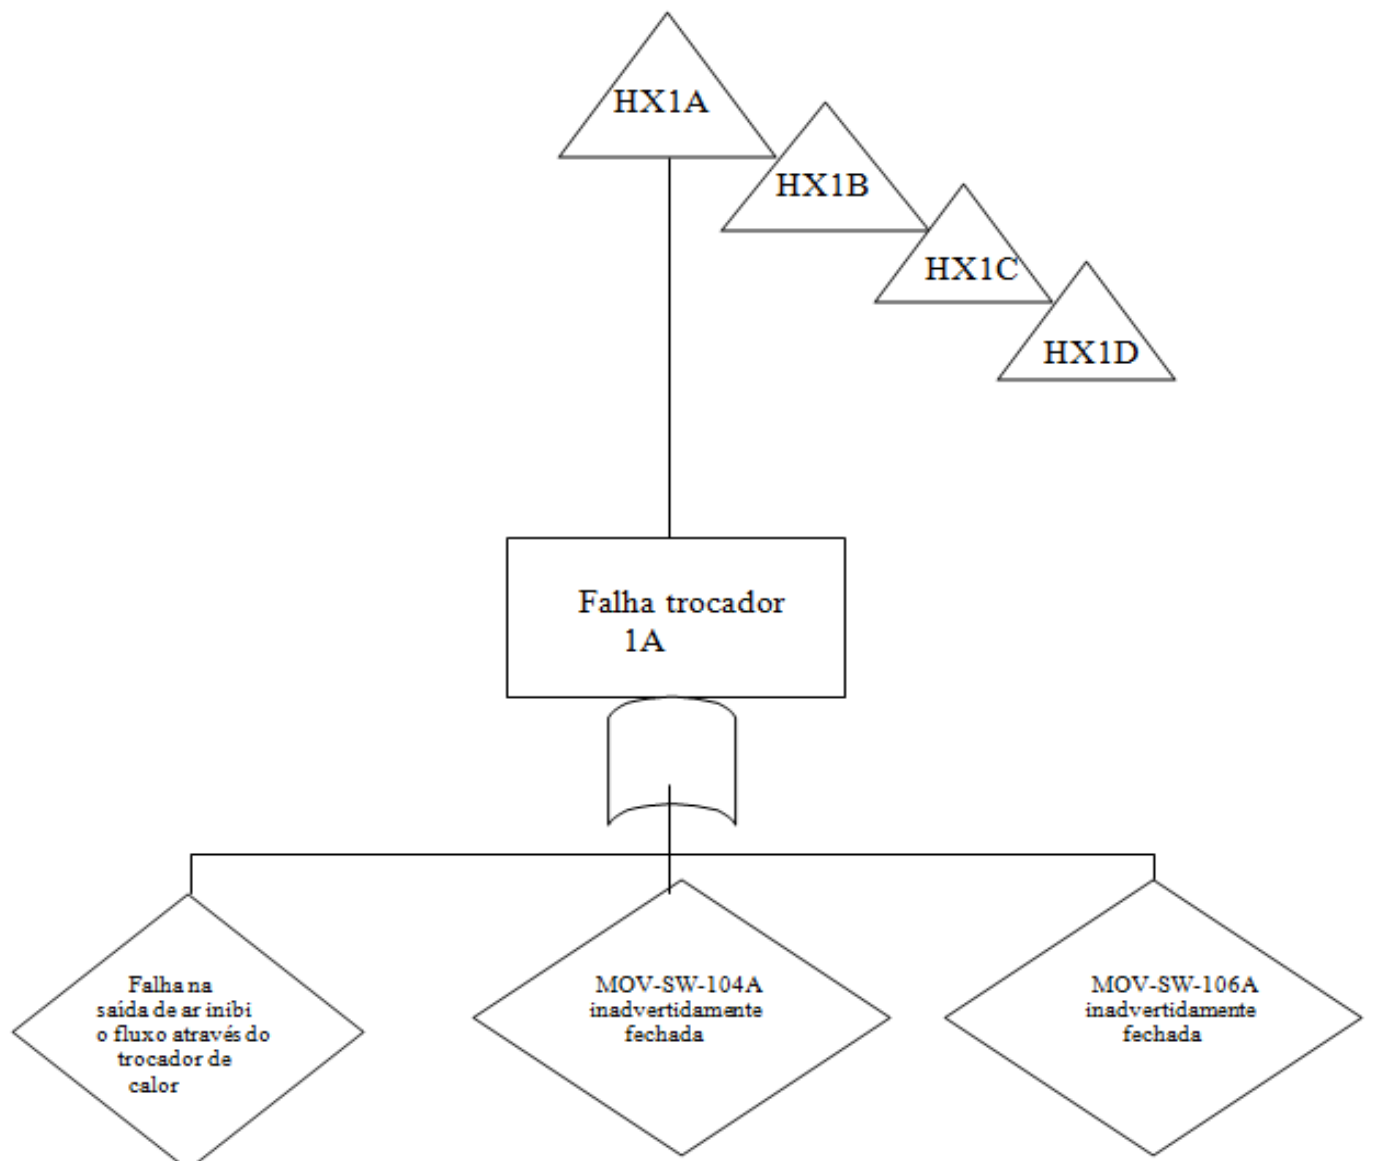 HX1A
HX1B
HX1C
HX1D
Falha trocador
1A
Falha na
saída de ar inibi
o fluxo através do
trocador de
calor
MOV-SW-104A
inadvertidamente
fechada
MOV-SW-106A
inadvertidamente
fechada